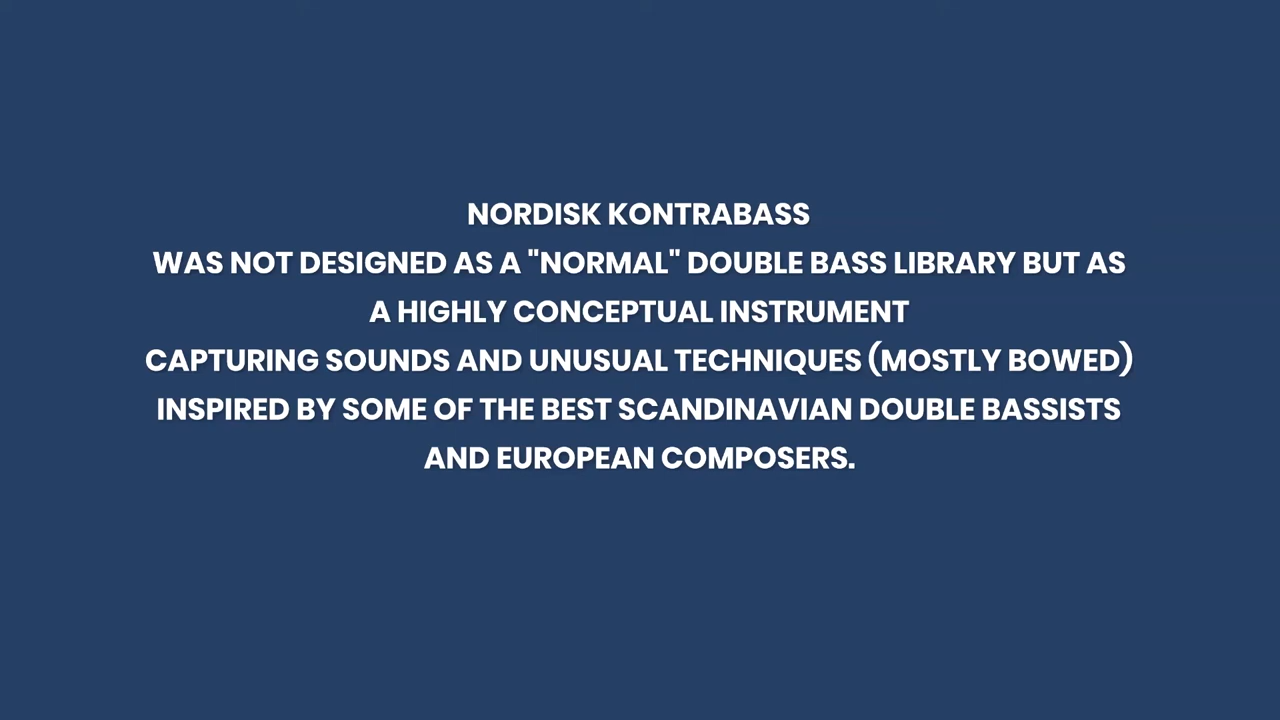 NORDISK KONTRABASS
WAS NOT DESIGNED AS A "NORMAL" DOUBLE BASS LIBRARY BUT AS
A HIGHLY CONCEPTUAL INSTRUMENT
CAPTURING SOUNDS AND UNUSUAL TECHNIQUES (MOSTLY BOWED)
INSPIRED BY SOME OF THE BEST SCANDINAVIAN DOUBLE BASSISTS
AND EUROPEAN COMPOSERS.